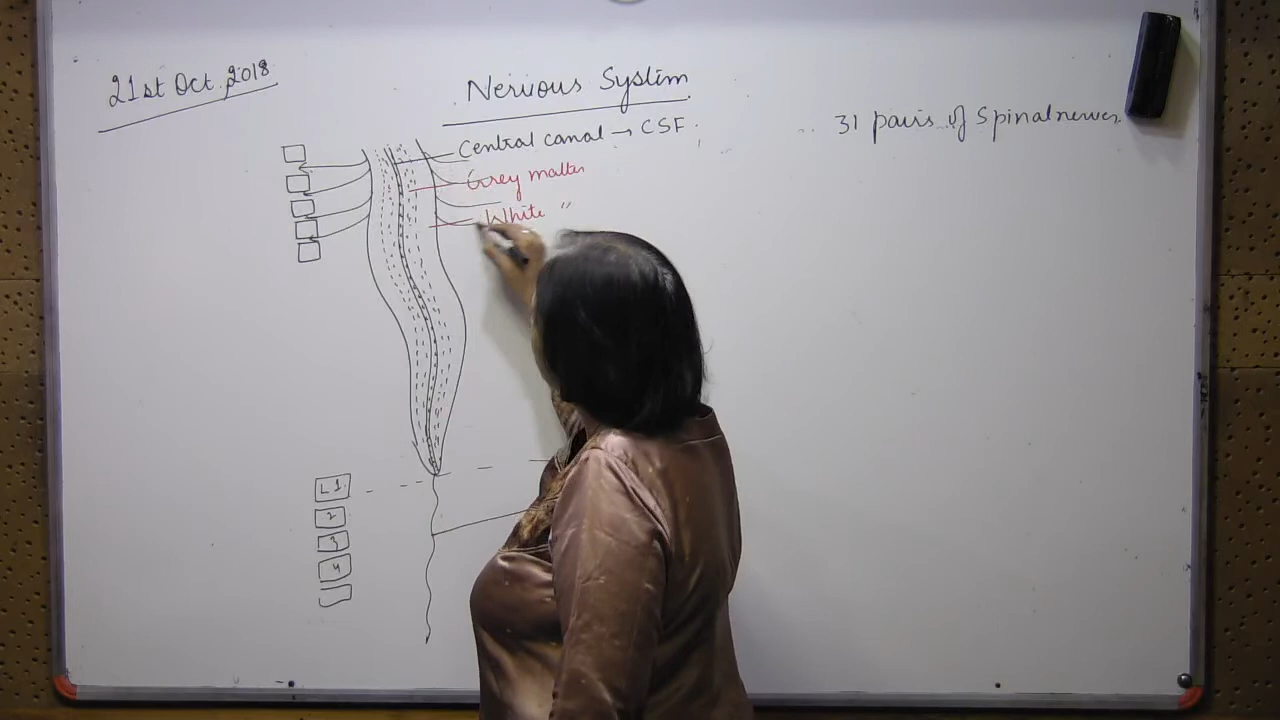 21st Oct, 2018
Nervous System
31 pairs of Spinal nerves
Central canal → CSF.
Grey matter
White "
L1
2
3
4